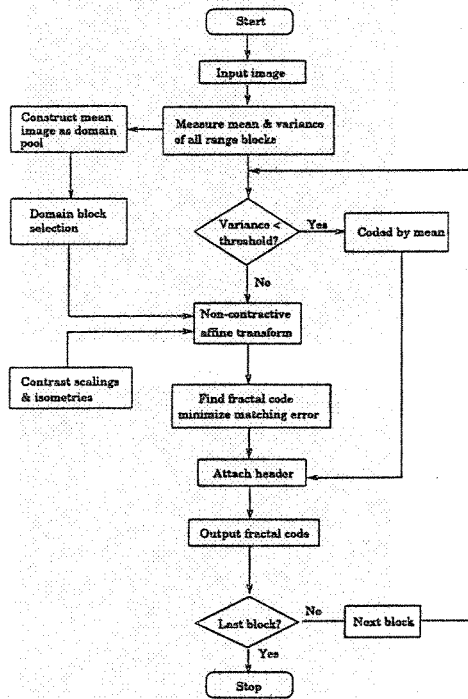 Start
Input image
Construct mean
image as domain
pool
Measure mean & variance
of all range blocks
Domain block
selection
Variance <
threshold?
Yes
Coded by mean
No
Non-contractive
affine transform
Contrast scalings
& isometries
Find fractal code
minimize matching error
Attach header
Output fractal code
Last block?
No
Next block
Yes
Stop